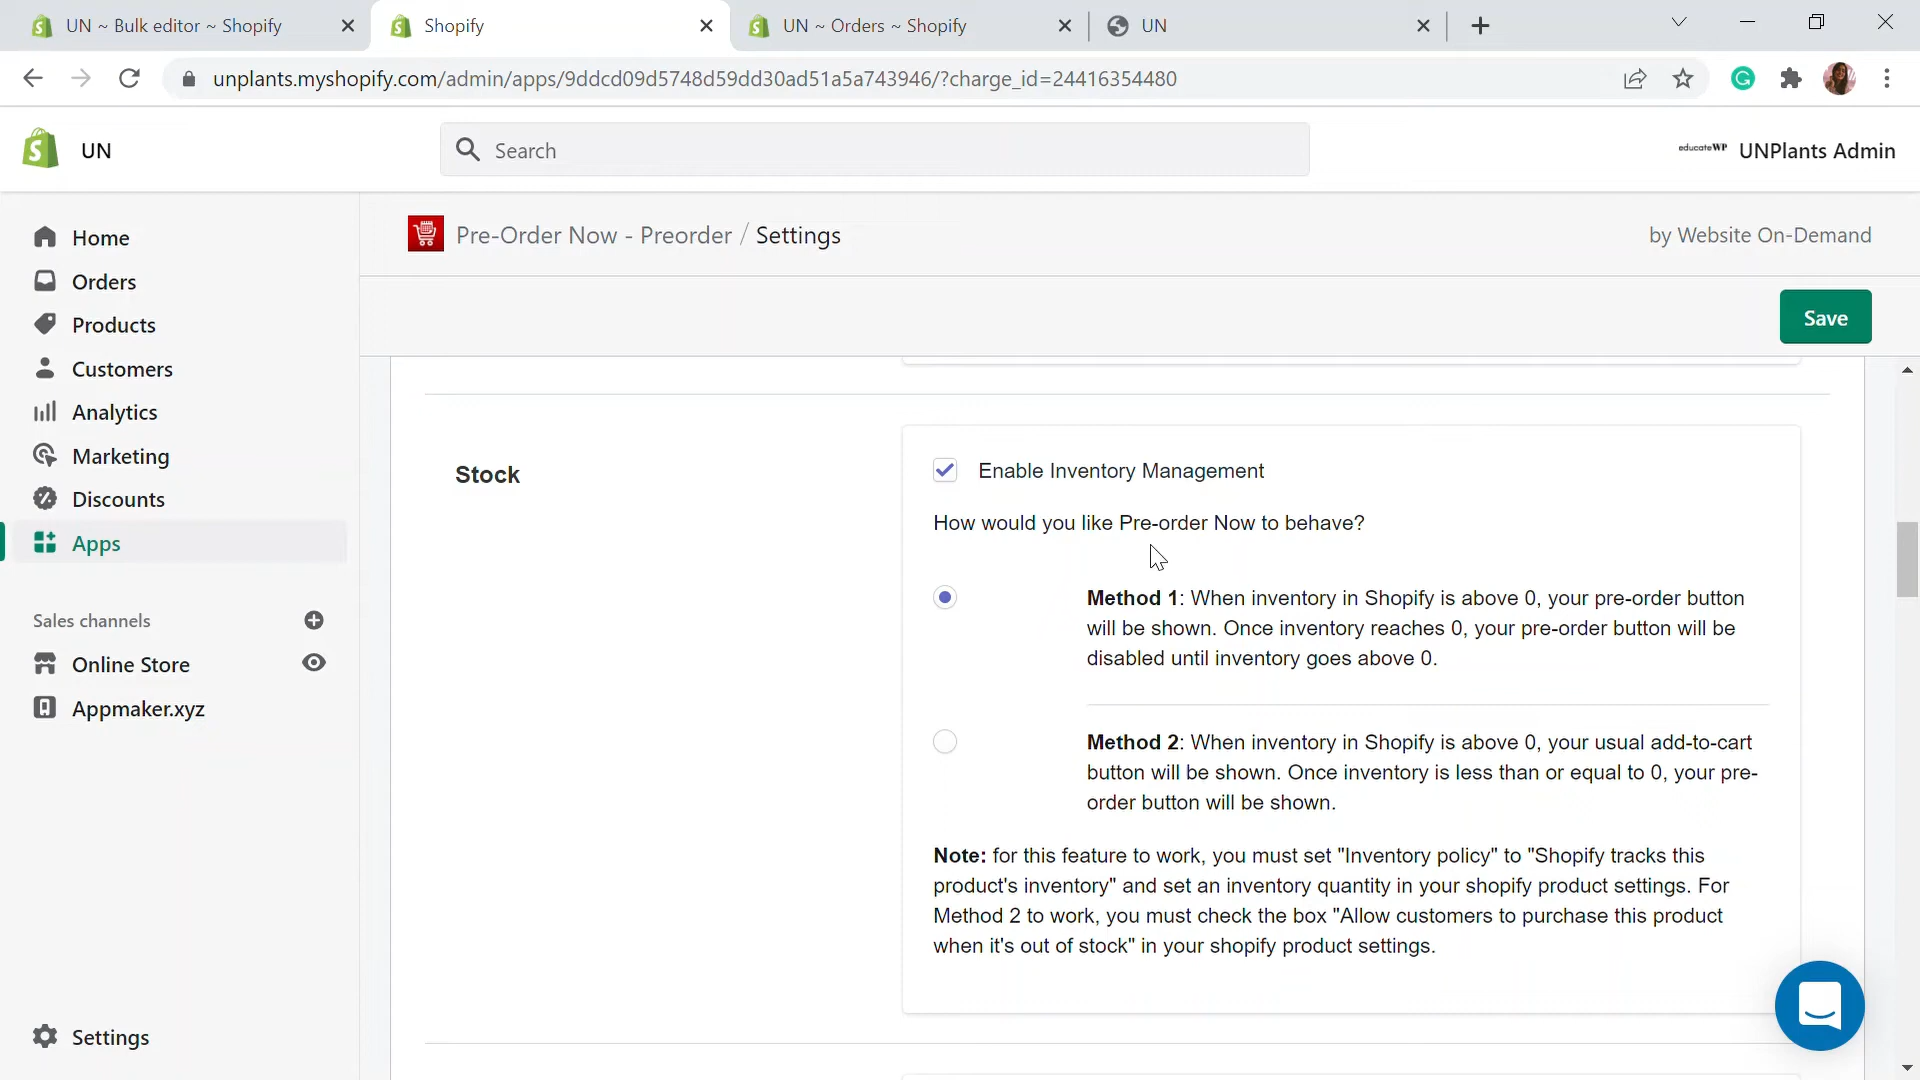 UN ~ Bulk editor ~ Shopify
Shopify
UN ~ Orders ~ Shopify
UN
unplants.myshopify.com/admin/apps/9ddcd09d5748d59dd30ad51a5a743946/?charge_id=24416354480
UN
Search
educateWP UNPlants Admin
Home
Orders
Products
Customers
Analytics
Marketing
Discounts
Apps
Sales channels
Online Store
Appmaker.xyz
Settings
Pre-Order Now - Preorder / Settings
by Website On-Demand
Save
Stock
Enable Inventory Management
How would you like Pre-order Now to behave?
Method 1: When inventory in Shopify is above 0, your pre-order button
will be shown. Once inventory reaches 0, your pre-order button will be
disabled until inventory goes above 0.
Method 2: When inventory in Shopify is above 0, your usual add-to-cart
button will be shown. Once inventory is less than or equal to 0, your pre-
order button will be shown.
Note: for this feature to work, you must set "Inventory policy" to "Shopify tracks this
product's inventory" and set an inventory quantity in your shopify product settings. For
Method 2 to work, you must check the box "Allow customers to purchase this product
when it's out of stock" in your shopify product settings.